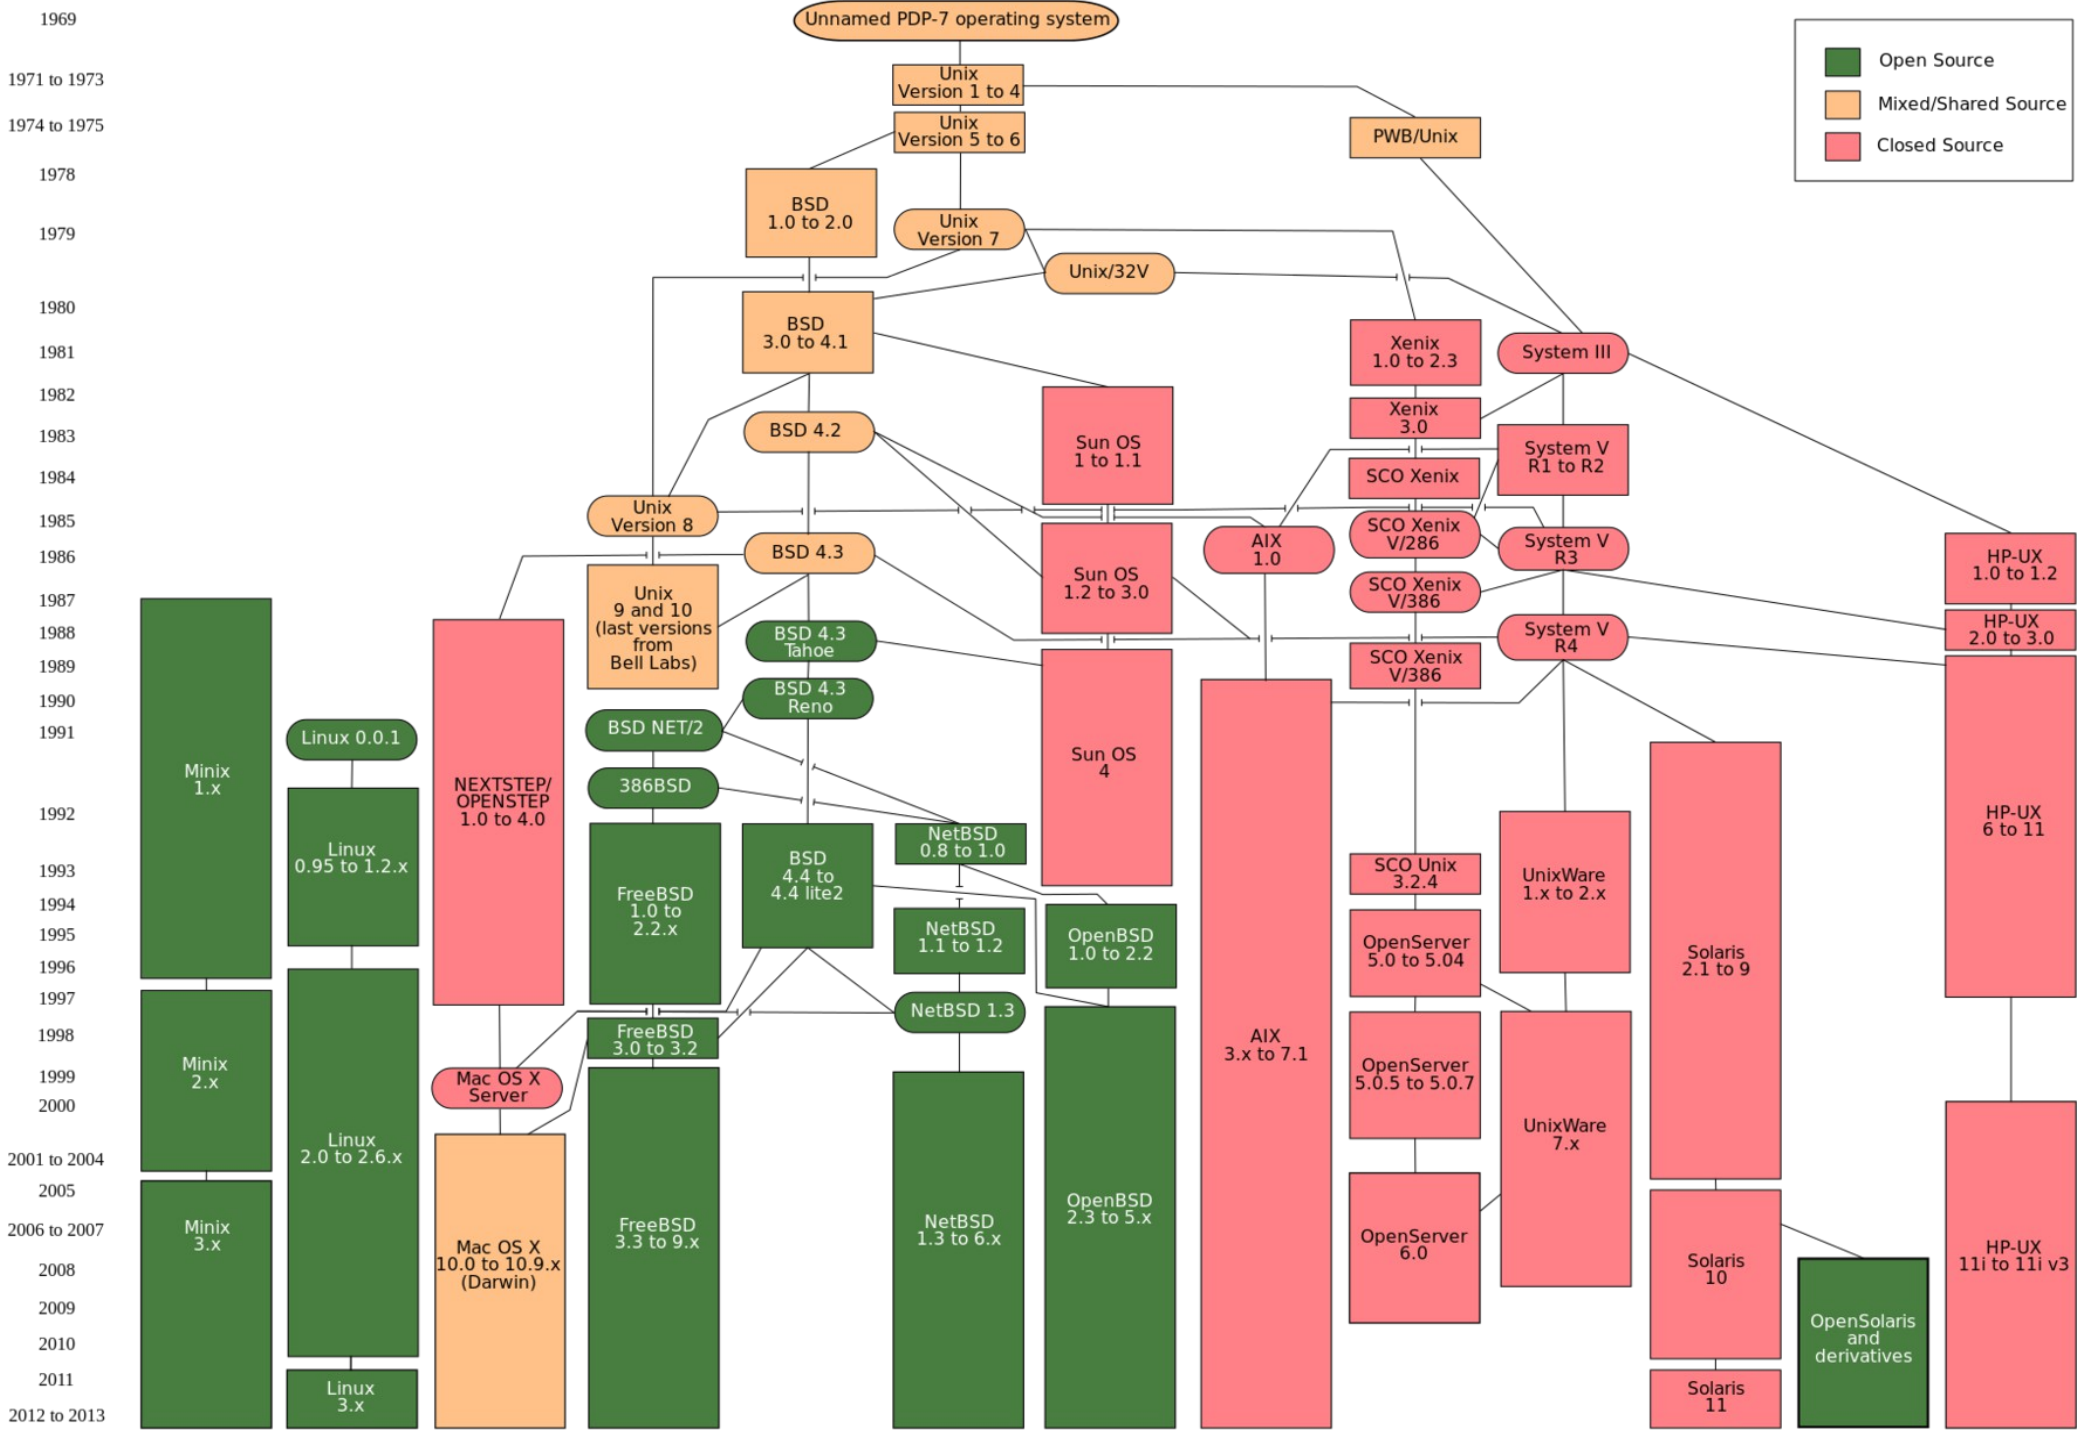 1969
1971 to 1973
1974 to 1975
1978
1979
1980
1981
1982
1983
1984
1985
1986
1987
1988
1989
1990
1991
1992
1993
1994
1995
1996
1997
1998
1999
2000
2001 to 2004
2005
2006 to 2007
2008
2009
2010
2011
2012 to 2013
Unnamed PDP-7 operating system
Open Source
Mixed/Shared Source
Closed Source
Unix
Version 1 to 4
Unix
Version 5 to 6
PWB/Unix
BSD
1.0 to 2.0
Unix
Version 7
Unix/32V
BSD
3.0 to 4.1
Xenix
1.0 to 2.3
System III
Xenix
3.0
BSD 4.2
Sun OS
1 to 1.1
System V
R1 to R2
SCO Xenix
Unix
Version 8
SCO Xenix
V/286
AIX
1.0
System V
R3
BSD 4.3
HP-UX
1.0 to 1.2
Sun OS
1.2 to 3.0
SCO Xenix
V/386
Unix
9 and 10
(last versions
from
Bell Labs)
HP-UX
2.0 to 3.0
BSD 4.3
Tahoe
System V
R4
SCO Xenix
V/386
BSD 4.3
Reno
BSD NET/2
Linux 0.0.1
Sun OS
4
Minix
1.x
386BSD
NEXTSTEP/
OPENSTEP
1.0 to 4.0
HP-UX
6 to 11
NetBSD
0.8 to 1.0
Linux
0.95 to 1.2.x
BSD
4.4 to
4.4 lite2
SCO Unix
3.2.4
UnixWare
1.x to 2.x
FreeBSD
1.0 to
2.2.x
NetBSD
1.1 to 1.2
OpenBSD
1.0 to 2.2
OpenServer
5.0 to 5.04
Solaris
2.1 to 9
NetBSD 1.3
FreeBSD
3.0 to 3.2
AIX
3.x to 7.1
Minix
2.x
Mac OS X
Server
OpenServer
5.0.5 to 5.0.7
UnixWare
7.x
Linux
2.0 to 2.6.x
OpenBSD
2.3 to 5.x
Minix
3.x
FreeBSD
3.3 to 9.x
NetBSD
1.3 to 6.x
OpenServer
6.0
Mac OS X
10.0 to 10.9.x
(Darwin)
Solaris
10
HP-UX
11i to 11i v3
OpenSolaris
and
derivatives
Linux
3.x
Solaris
11